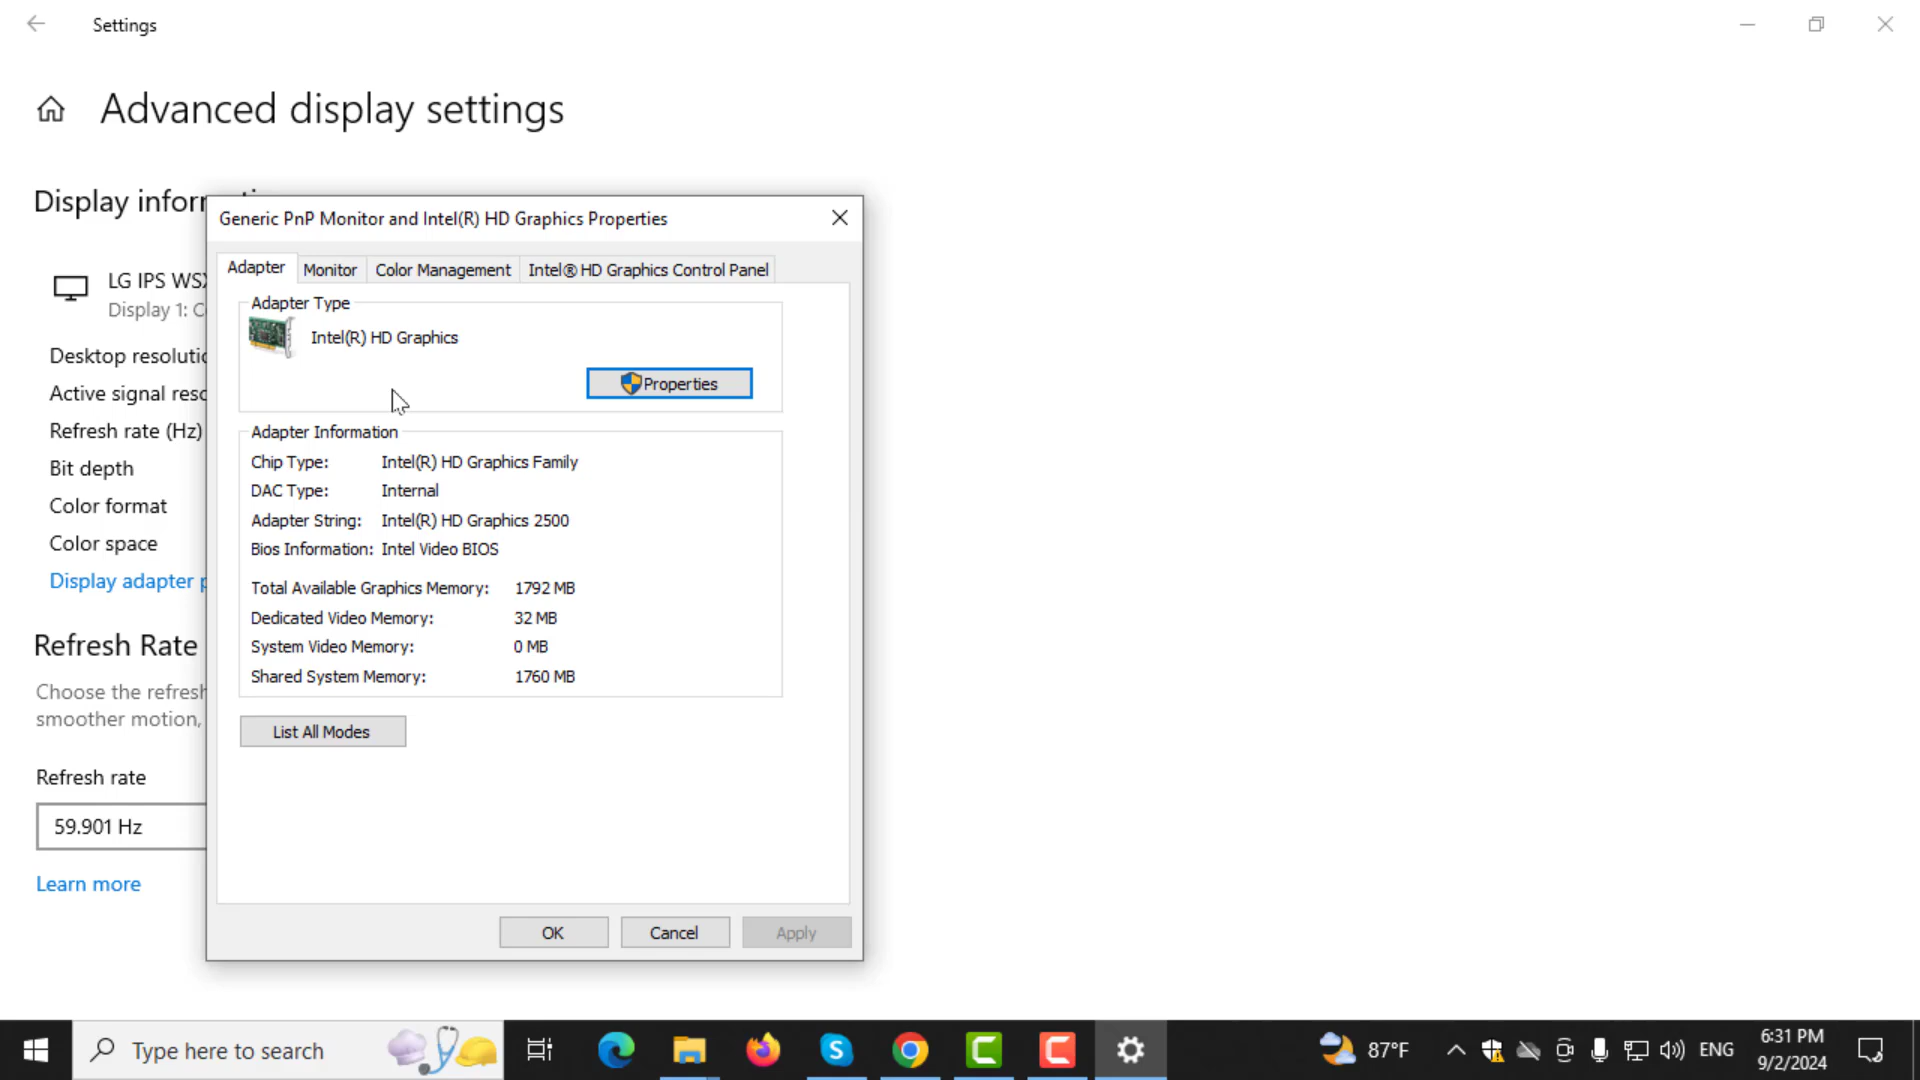 Settings
Advanced display settings
Display infor
Generic PnP Monitor and Intel(R) HD Graphics Properties
Adapter
Monitor
Color Management
Intel® HD Graphics Control Panel
LG IPS WSX
Display 1: C
Adapter Type
Intel(R) HD Graphics
Properties
Desktop resolutio
Active signal reso
Refresh rate (Hz)
Bit depth
Color format
Color space
Display adapter p
Adapter Information
Chip Type: Intel(R) HD Graphics Family
DAC Type: Internal
Adapter String: Intel(R) HD Graphics 2500
Bios Information: Intel Video BIOS
Total Available Graphics Memory: 1792 MB
Dedicated Video Memory: 32 MB
System Video Memory: 0 MB
Shared System Memory: 1760 MB
List All Modes
Refresh Rate
Choose the refresh
smoother motion,
Refresh rate
59.901 Hz
Learn more
OK
Cancel
Apply
Type here to search
87°F
ENG
6:31 PM
9/2/2024